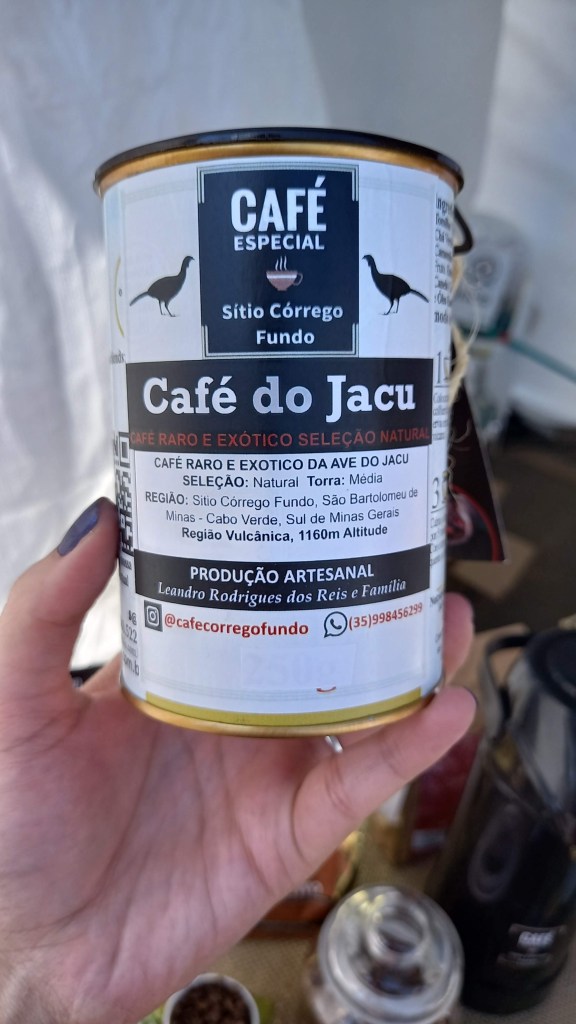 CAFÉ
ESPECIAL
Sítio Córrego
Fundo
Café do Jacu
CAFÉ RARO E EXÓTICO SELEÇÃO NATURAL
CAFÉ RARO E EXOTICO DA AVE DO JACU
SELEÇÃO: Natural Torra: Média
REGIÃO: Sitio Córrego Fundo, São Bartolomeu de
Minas - Cabo Verde, Sul de Minas Gerais
Região Vulcânica, 1160m Altitude
PRODUÇÃO ARTESANAL
Leandro Rodrigues dos Reis e Família
@cafecorregofundo (35)998456299
250g